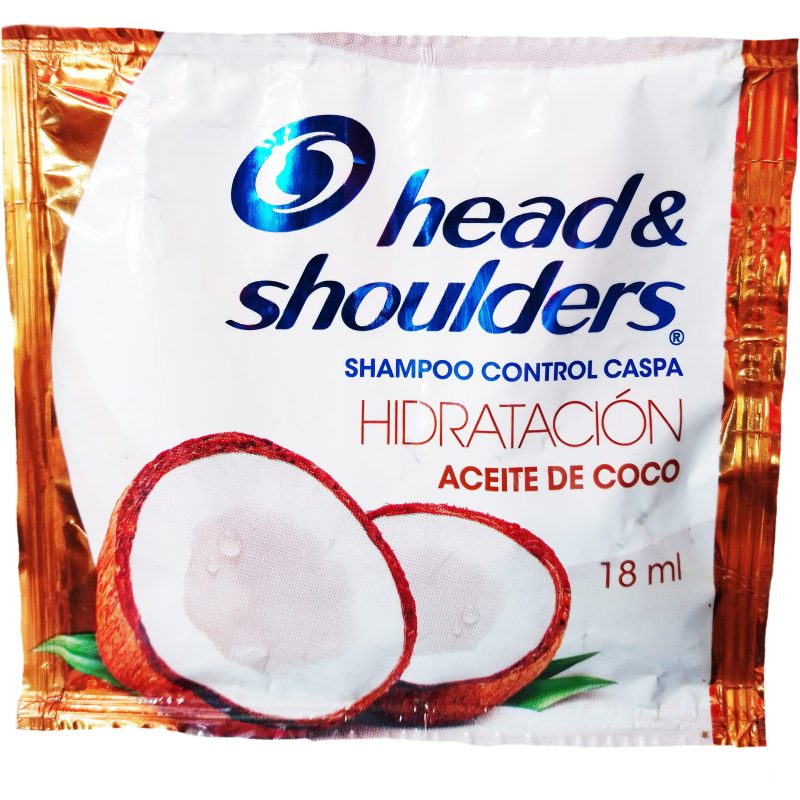 head &
shoulders®
SHAMPOO CONTROL CASPA
HIDRATACIÓN
ACEITE DE COCO
18 ml